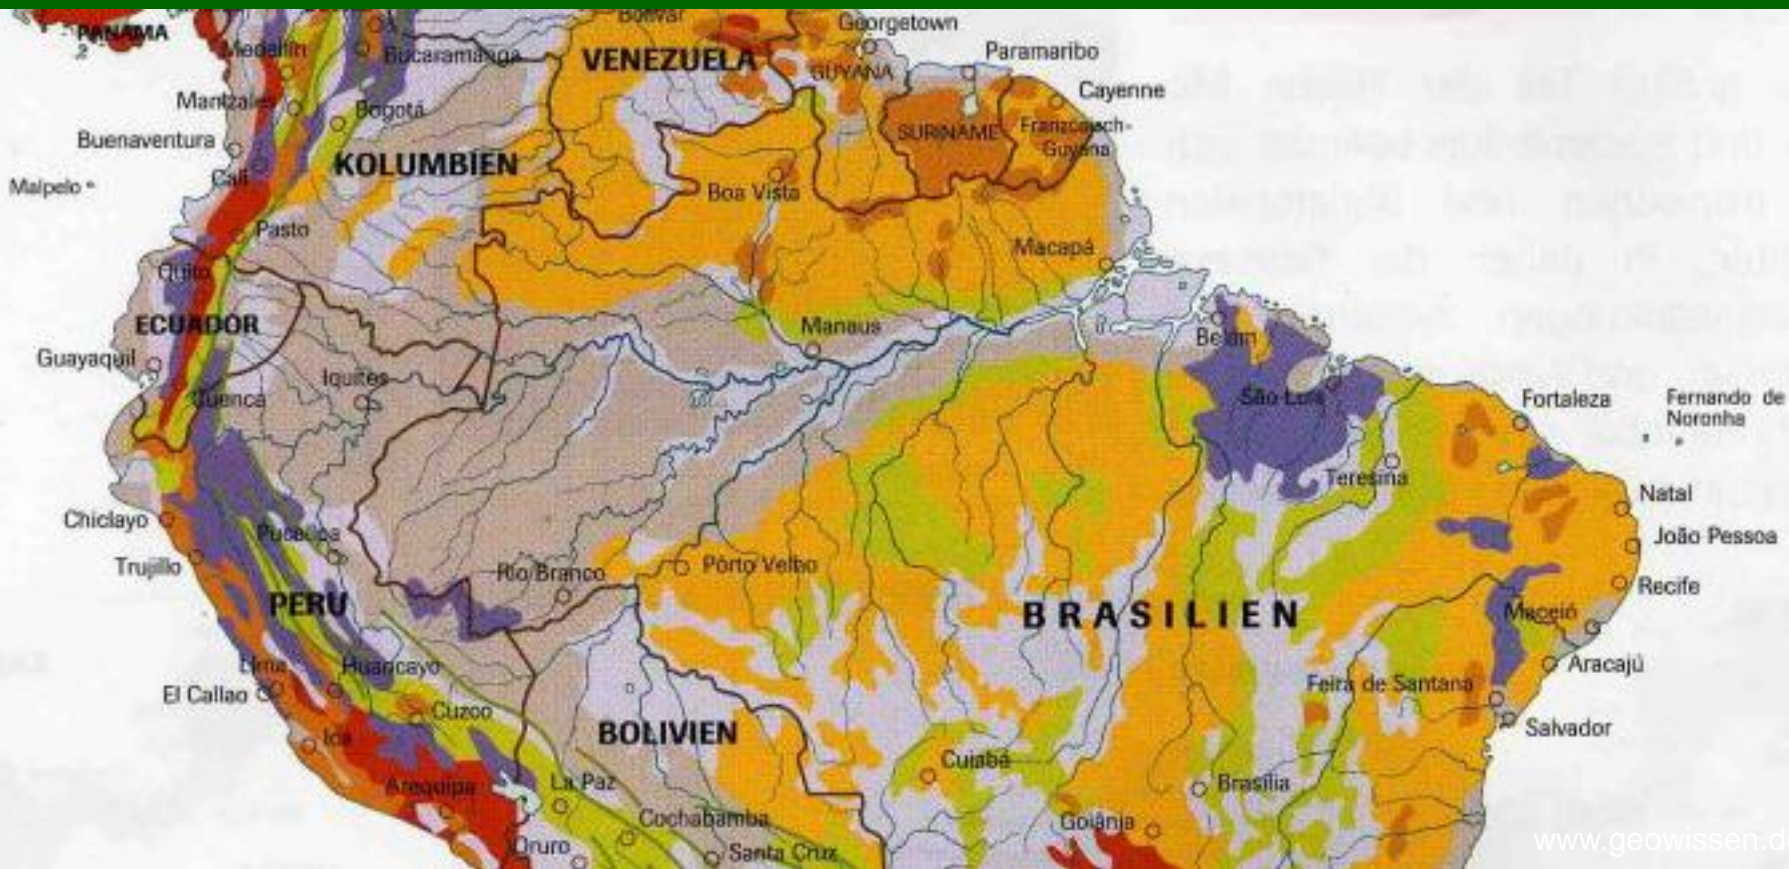 Bolívar
Georgetown
PANAMA
2
Medellín
Bucaramanga
VENEZUELA
Paramaribo
GUYANA
Manizales
Bogotá
Cayenne
Buenaventura
SURINAME
Französisch-
Guyana
KOLUMBIEN
Malpelo
Cali
Boa Vista
Pasto
Macapá
Quito
ECUADOR
Manaus
Belém
Guayaquil
Iquitos
Cuenca
São Luís
Fortaleza
Fernando de
Noronha
Teresina
Chiclayo
Natal
Pucallpa
João Pessoa
Trujillo
Rio Branco
Pôrto Velho
Recife
PERU
BRASILIEN
Maceió
Lima
Huancayo
Aracajú
El Callao
Feira de Santana
Cuzco
Ica
BOLIVIEN
Salvador
Cuiabá
Arequipa
La Paz
Brasília
Cochabamba
Goiânia
Oruro
Santa Cruz
www.geowissen.de